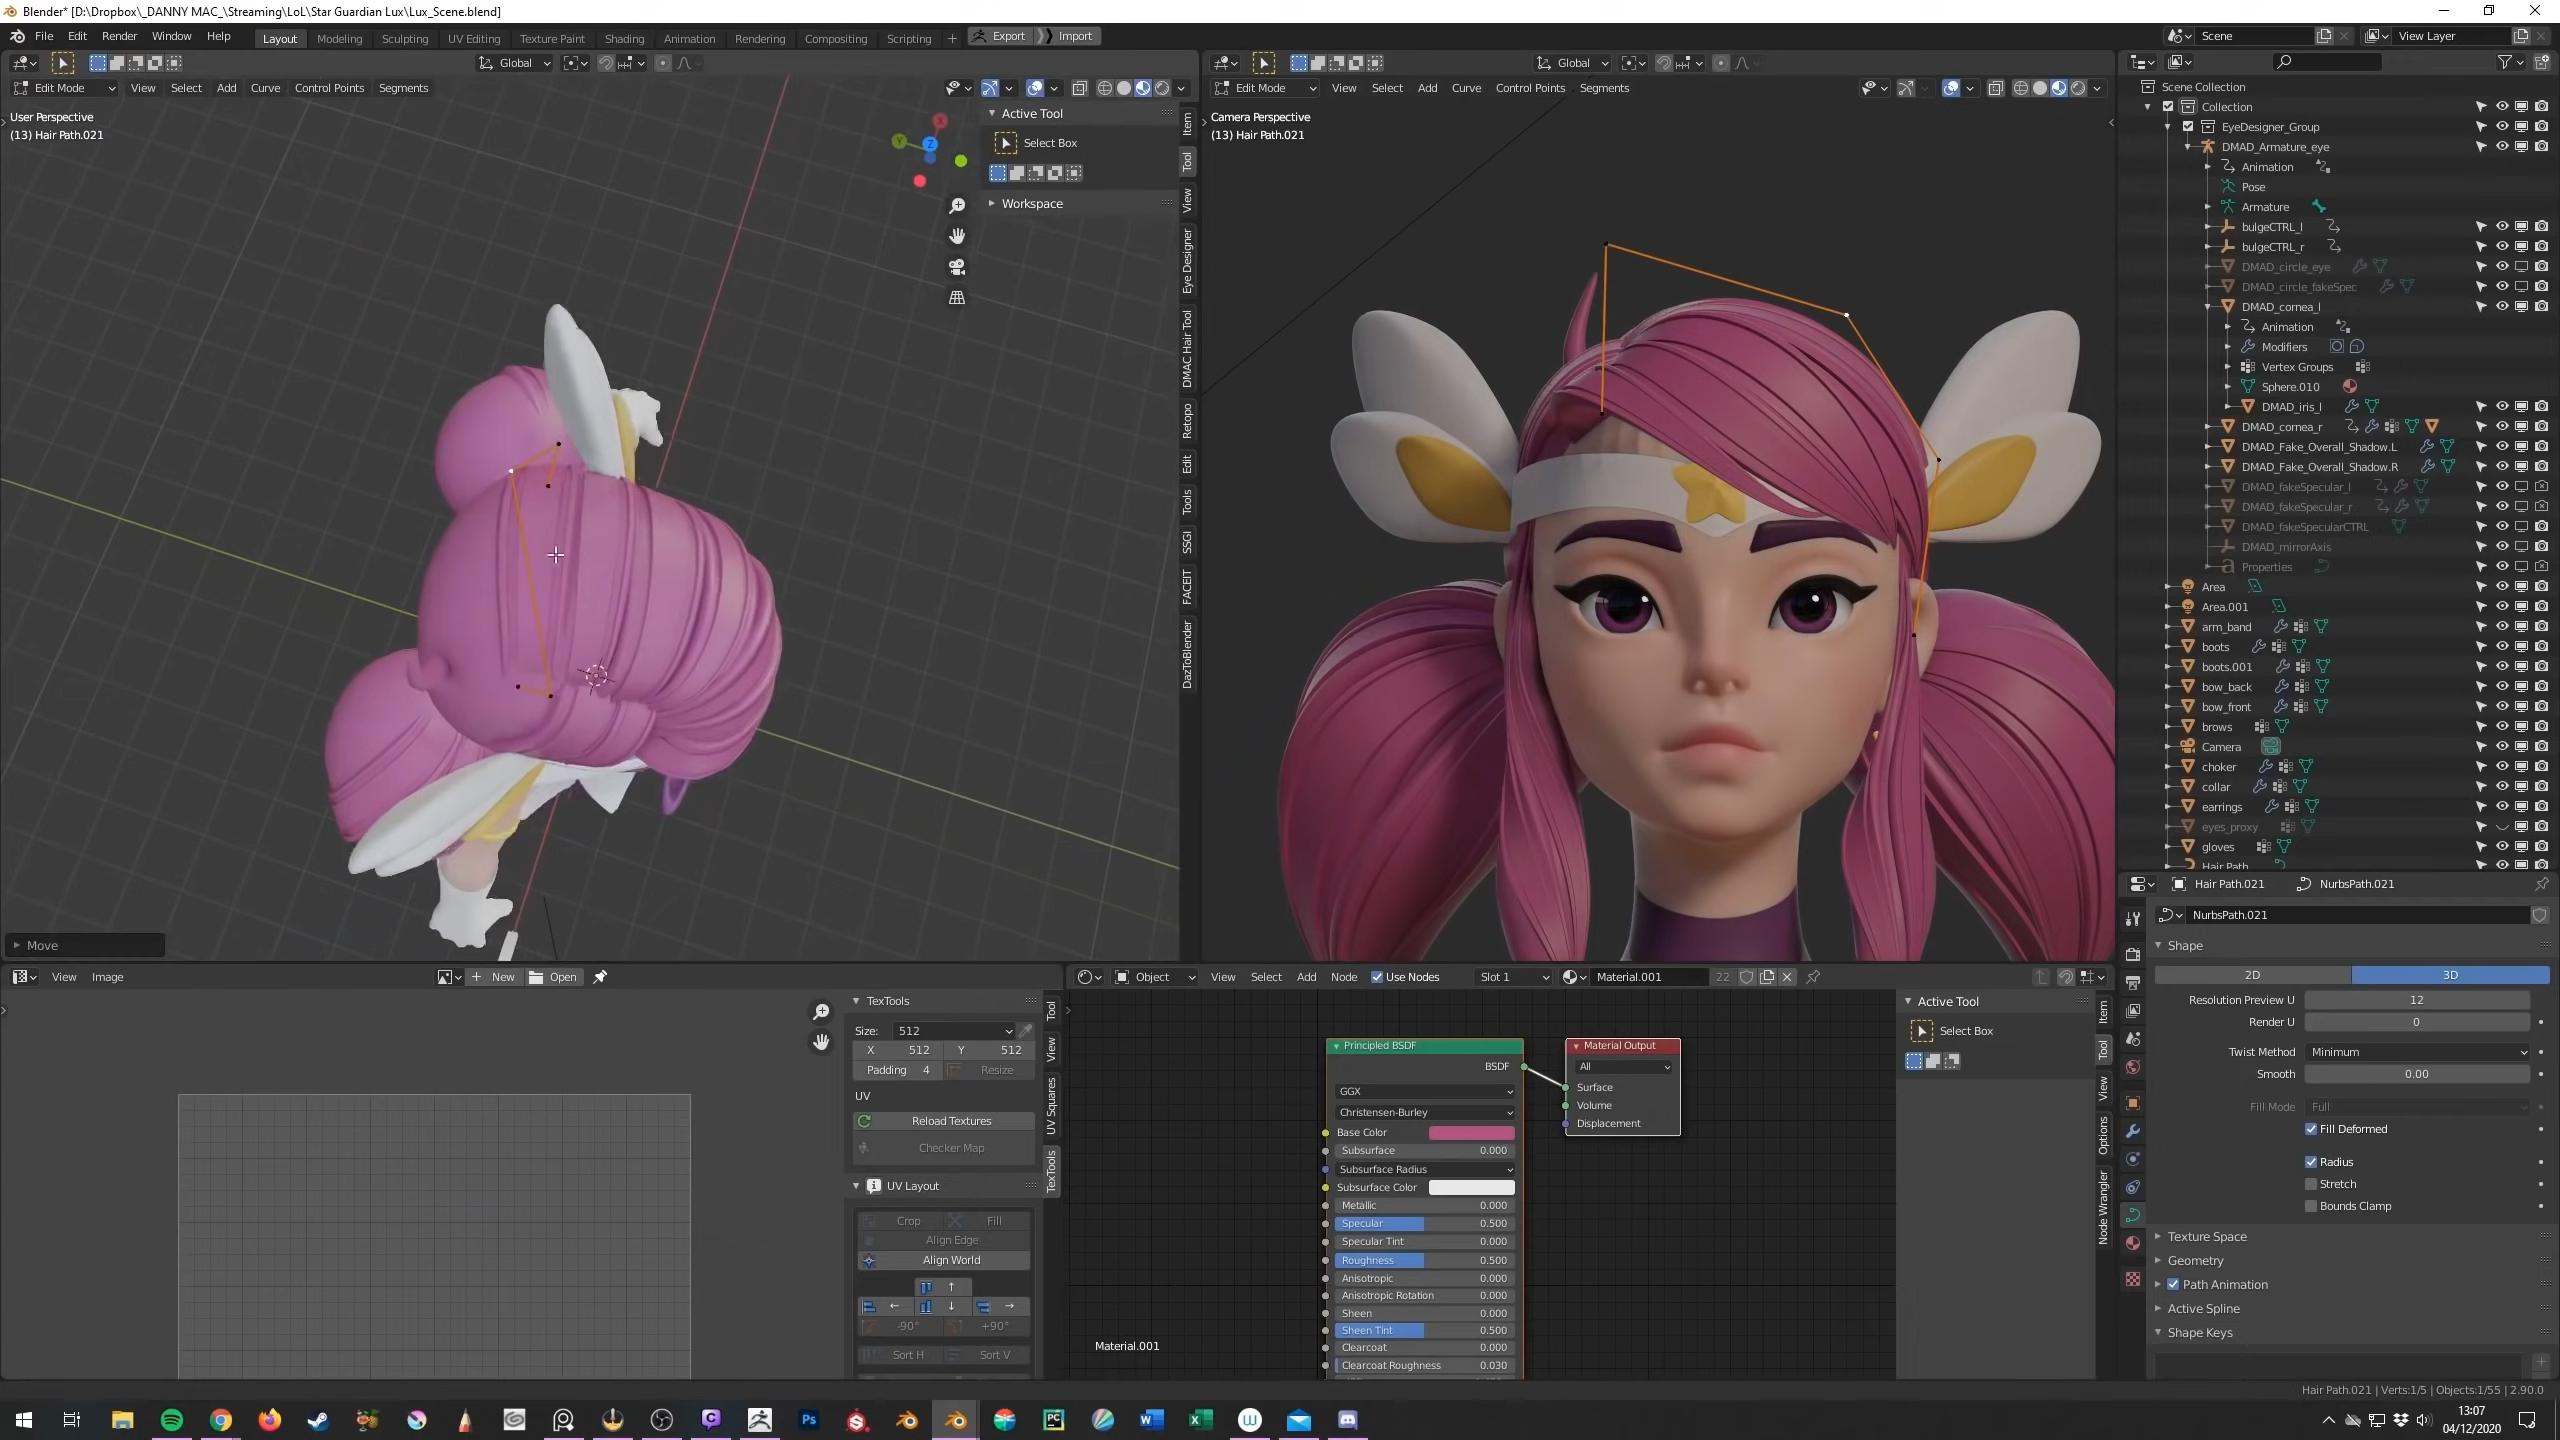 Blender* [D:\Dropbox\_DANNY MAC_\Streaming\LoL\Star Guardian Lux\Lux_Scene.blend]
File Edit Render Window Help Layout Modeling Sculpting UV Editing Texture Paint Shading Animation Rendering Compositing Scripting + Export Import Scene View Layer
Global Global
Edit Mode View Select Add Curve Control Points Segments
Edit Mode View Select Add Curve Control Points Segments
User Perspective
(13) Hair Path.021
Active Tool
Select Box
Workspace
X
Y
Z
Item
Tool
View
Eye Designer
DMAC Hair Tool
Retopo
Edit
Tools
SSGI
FACEIT
DazToBlender
Move
Camera Perspective
(13) Hair Path.021
Scene Collection
Collection
EyeDesigner_Group
DMAD_Armature_eye
Animation
Pose
Armature
bulgeCTRL_l
bulgeCTRL_r
DMAD_circle_eye
DMAD_circle_fakeSpec
DMAD_cornea_l
Animation
Modifiers
Vertex Groups
Sphere.010
DMAD_iris_l
DMAD_cornea_r
DMAD_Fake_Overall_Shadow.L
DMAD_Fake_Overall_Shadow.R
DMAD_fakeSpecular_l
DMAD_fakeSpecular_r
DMAD_fakeSpecularCTRL
DMAD_mirrorAxis
Properties
Area
Area.001
arm_band
boots
boots.001
bow_back
bow_front
brows
Camera
choker
collar
earrings
eyes_proxy
gloves
Hair Path
Hair Path.021 NurbsPath.021
NurbsPath.021
Shape
2D 3D
Resolution Preview U 12
Render U 0
Twist Method Minimum
Smooth 0.00
Fill Mode Full
Fill Deformed
Radius
Stretch
Bounds Clamp
Texture Space
Geometry
Path Animation
Active Spline
Shape Keys
View Image + New Open
TexTools
Size: 512
X 512 Y 512
Padding 4 Resize
UV
Reload Textures
Checker Map
UV Layout
Crop Fill
Align Edge
Align World
← ↑ ↓ →
-90° +90°
Sort H Sort V
Tool
View
UV Squares
TexTools
Object View Select Add Node Use Nodes Slot 1 Material.001 22
Principled BSDF
BSDF
GGX
Christensen-Burley
Base Color
Subsurface 0.000
Subsurface Radius
Subsurface Color
Metallic 0.000
Specular 0.500
Specular Tint 0.000
Roughness 0.500
Anisotropic 0.000
Anisotropic Rotation 0.000
Sheen 0.000
Sheen Tint 0.500
Clearcoat 0.000
Clearcoat Roughness 0.030
Material Output
All
Surface
Volume
Displacement
Material.001
Active Tool
Select Box
Item
Tool
View
Options
Node Wrangler
Hair Path.021 | Verts:1/5 | Objects:1/55 | 2.90.0
13:07
04/12/2020